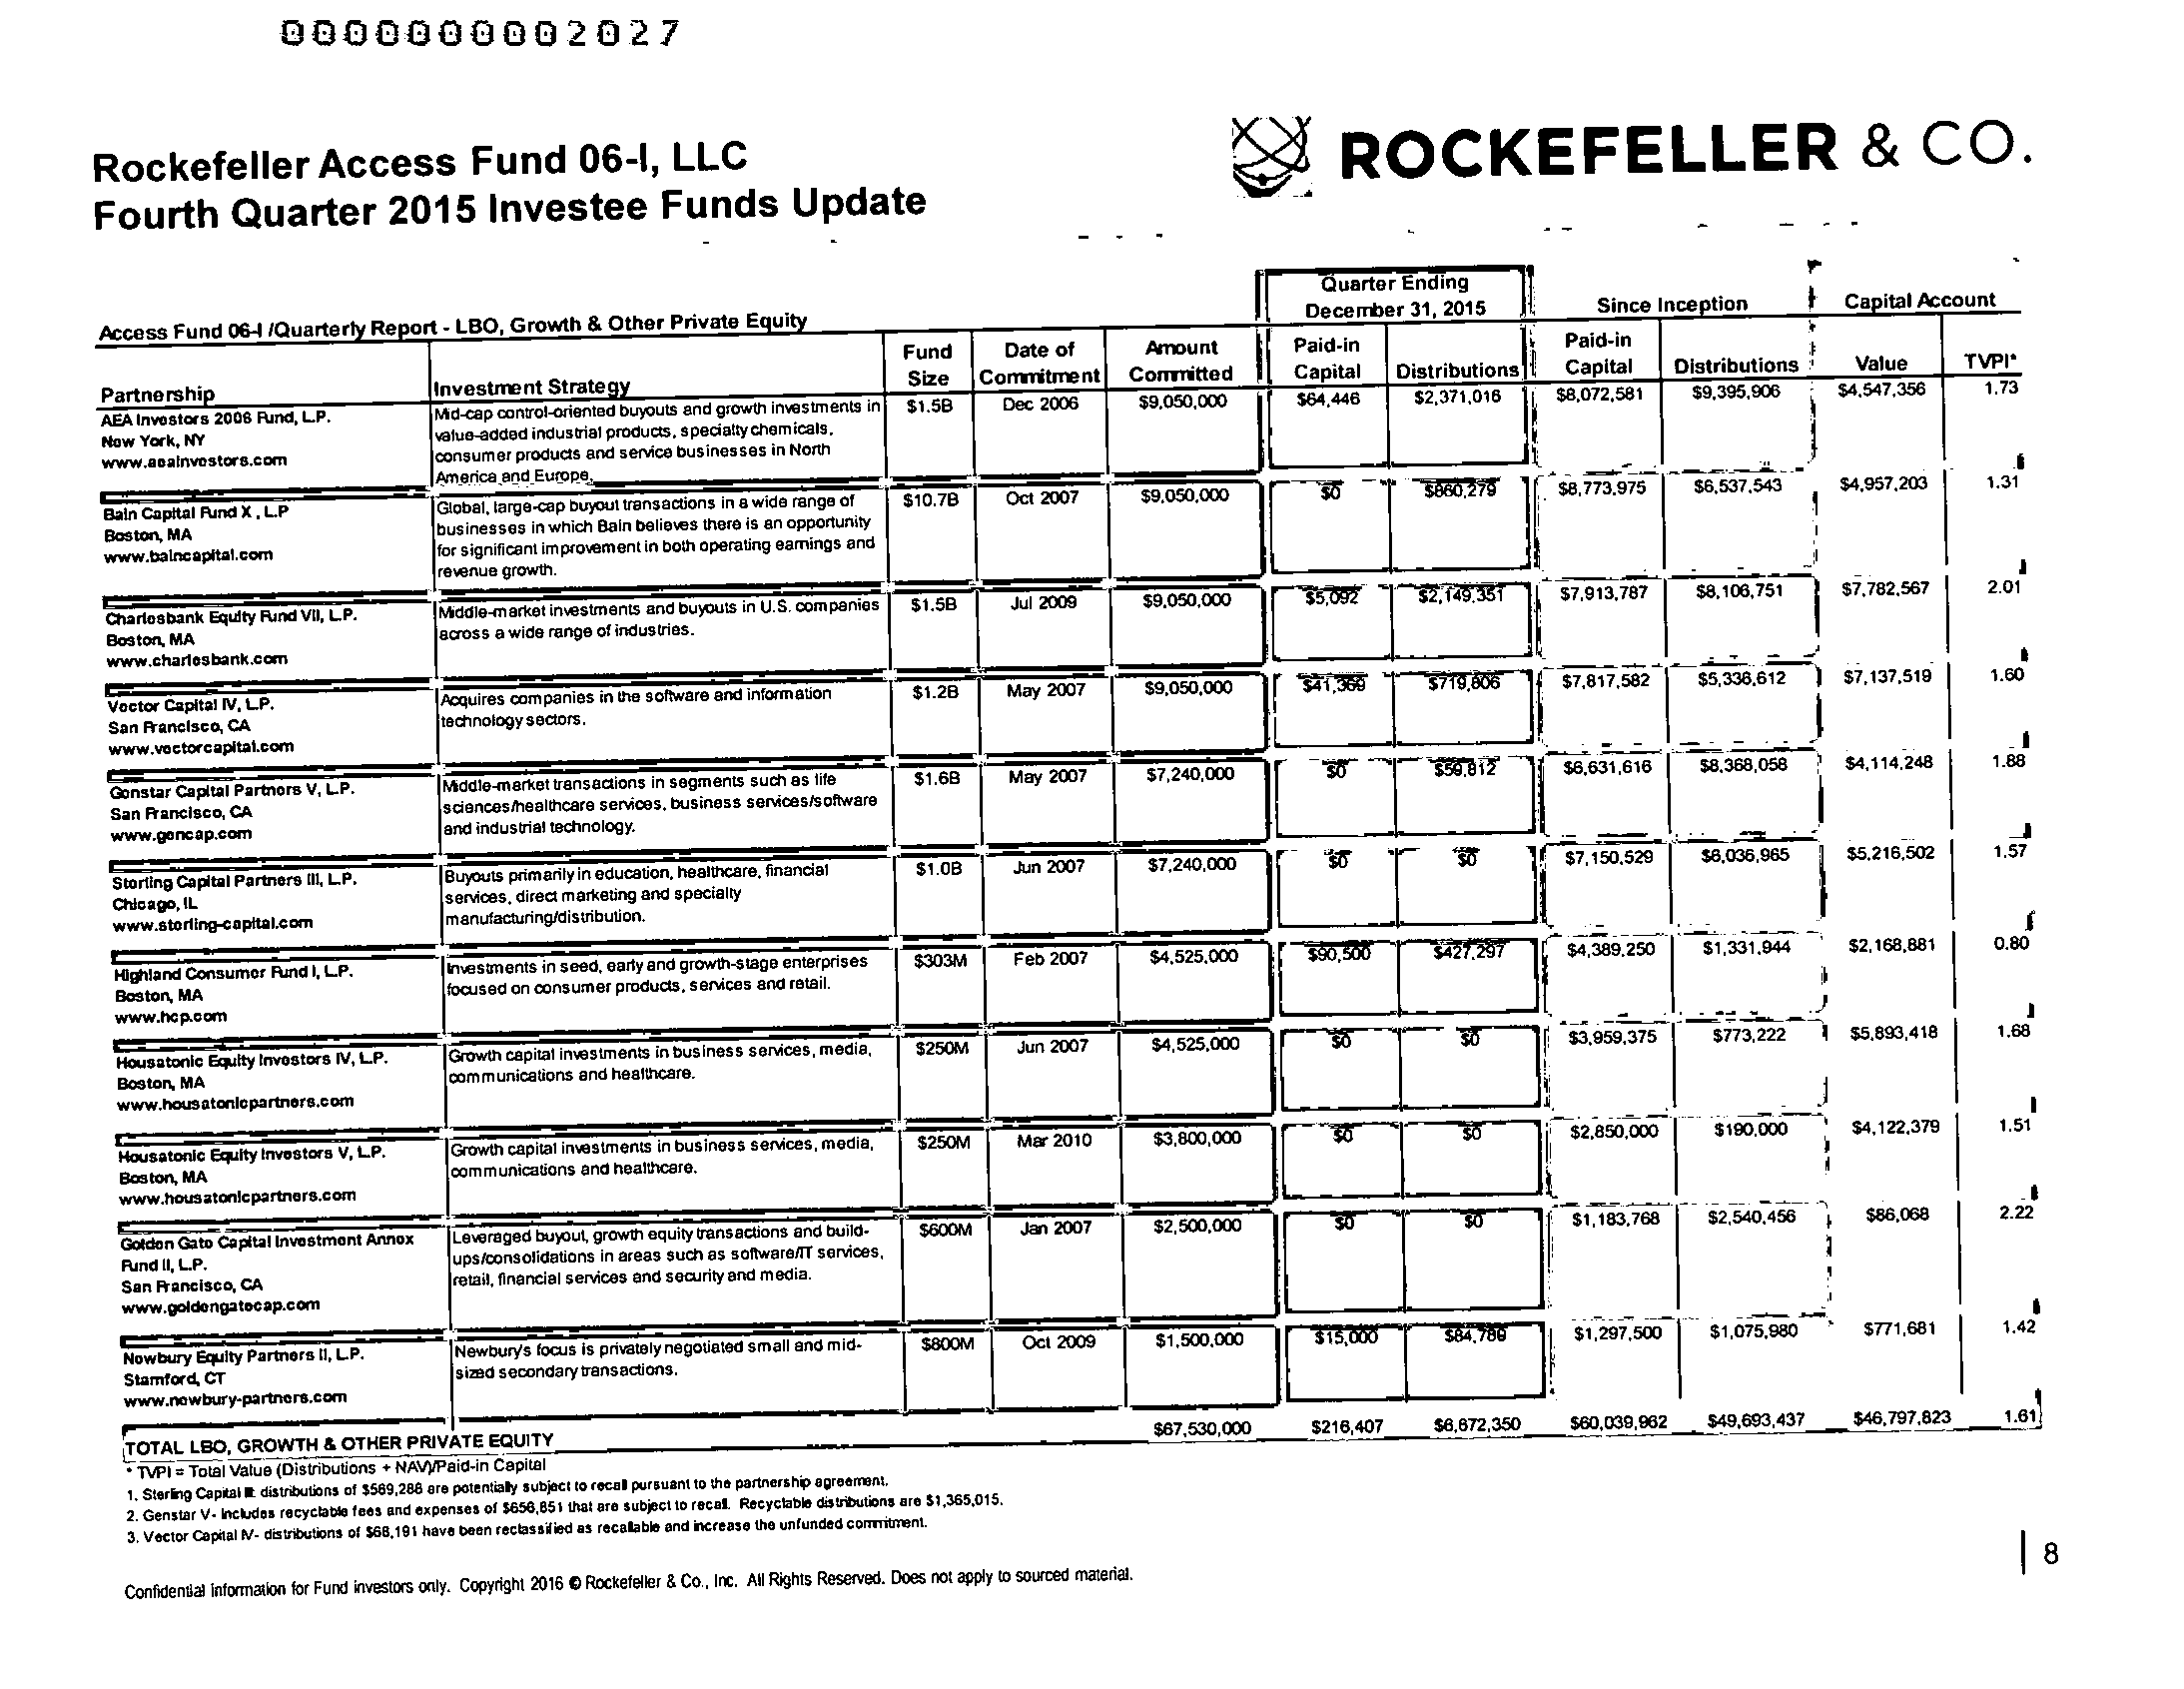 000000002027
ROCKEFELLER & CO.
Rockefeller Access Fund 06-I, LLC
Fourth Quarter 2015 Investee Funds Update
Quarter Ending
December 31, 2015
Since Inception
Capital Account
Access Fund 06-I /Quarterly Report - LBO, Growth & Other Private Equity
Partnership Investment Strategy Fund Size Date of Commitment Amount Committed Paid-in Capital Distributions Paid-in Capital Distributions Value TVPI*
AEA Investors 2006 Fund, L.P. Mid-cap control-oriented buyouts and growth investments in $1.5B Dec 2006 $9,050,000 $64,446 $2,371,016 $8,072,581 $9,395,906 $4,547,356 1.73
New York, NY value-added industrial products, specialty chemicals,
www.aeainvestors.com consumer products and service businesses in North
America and Europe.
Bain Capital Fund X , L.P Global, large-cap buyout transactions in a wide range of $10.7B Oct 2007 $9,050,000 $0 $860,279 $8,773,975 $6,537,543 $4,957,203 1.31
Boston, MA businesses in which Bain believes there is an opportunity
www.baincapital.com for significant improvement in both operating earnings and
revenue growth.
Charlesbank Equity Fund VII, L.P. Middle-market investments and buyouts in U.S. companies $1.5B Jul 2009 $9,050,000 $5,092 $2,149,351 $7,913,787 $8,106,751 $7,782,567 2.01
Boston, MA across a wide range of industries.
www.charlesbank.com
Vector Capital IV, L.P. Acquires companies in the software and information $1.2B May 2007 $9,050,000 $41,369 $719,806 $7,817,582 $5,336,612 $7,137,519 1.60
San Francisco, CA technology sectors.
www.vectorcapital.com
Genstar Capital Partners V, L.P. Middle-market transactions in segments such as life $1.6B May 2007 $7,240,000 $0 $59,812 $6,631,616 $8,368,058 $4,114,248 1.88
San Francisco, CA sciences/healthcare services, business services/software
www.gencap.com and industrial technology.
Sterling Capital Partners III, L.P. Buyouts primarily in education, healthcare, financial $1.0B Jun 2007 $7,240,000 $0 $0 $7,150,529 $6,036,965 $5,216,502 1.57
Chicago, IL services, direct marketing and specialty
www.sterling-capital.com manufacturing/distribution.
Highland Consumer Fund I, L.P. Investments in seed, early and growth-stage enterprises $303M Feb 2007 $4,525,000 $90,500 $427,297 $4,389,250 $1,331,944 $2,168,881 0.80
Boston, MA focused on consumer products, services and retail.
www.hcp.com
Housatonic Equity Investors IV, L.P. Growth capital investments in business services, media, $250M Jun 2007 $4,525,000 $0 $0 $3,959,375 $773,222 $5,893,418 1.68
Boston, MA communications and healthcare.
www.housatonicpartners.com
Housatonic Equity Investors V, L.P. Growth capital investments in business services, media, $250M Mar 2010 $3,800,000 $0 $0 $2,850,000 $190,000 $4,122,379 1.51
Boston, MA communications and healthcare.
www.housatonicpartners.com
Golden Gate Capital Investment Annex Leveraged buyout, growth equity transactions and build- $600M Jan 2007 $2,500,000 $0 $0 $1,183,768 $2,540,456 $86,068 2.22
Fund II, L.P. ups/consolidations in areas such as software/IT services,
San Francisco, CA retail, financial services and security and media.
www.goldengatecap.com
Newbury Equity Partners II, L.P. Newbury's focus is privately negotiated small and mid- $800M Oct 2009 $1,500,000 $15,000 $84,789 $1,297,500 $1,075,980 $771,681 1.42
Stamford, CT sized secondary transactions.
www.newbury-partners.com
TOTAL LBO, GROWTH & OTHER PRIVATE EQUITY $67,530,000 $216,407 $6,672,350 $60,039,962 $49,693,437 $46,797,823 1.61
* TVPI = Total Value (Distributions + NAV)/Paid-in Capital
1. Sterling Capital III: distributions of $589,288 are potentially subject to recall pursuant to the partnership agreement.
2. Genstar V- Includes recyclable fees and expenses of $656,851 that are subject to recall. Recyclable distributions are $1,365,015.
3. Vector Capital IV- distributions of $68,191 have been reclassified as recallable and increase the unfunded commitment.
8
Confidential information for Fund investors only. Copyright 2016 © Rockefeller & Co., Inc. All Rights Reserved. Does not apply to sourced material.